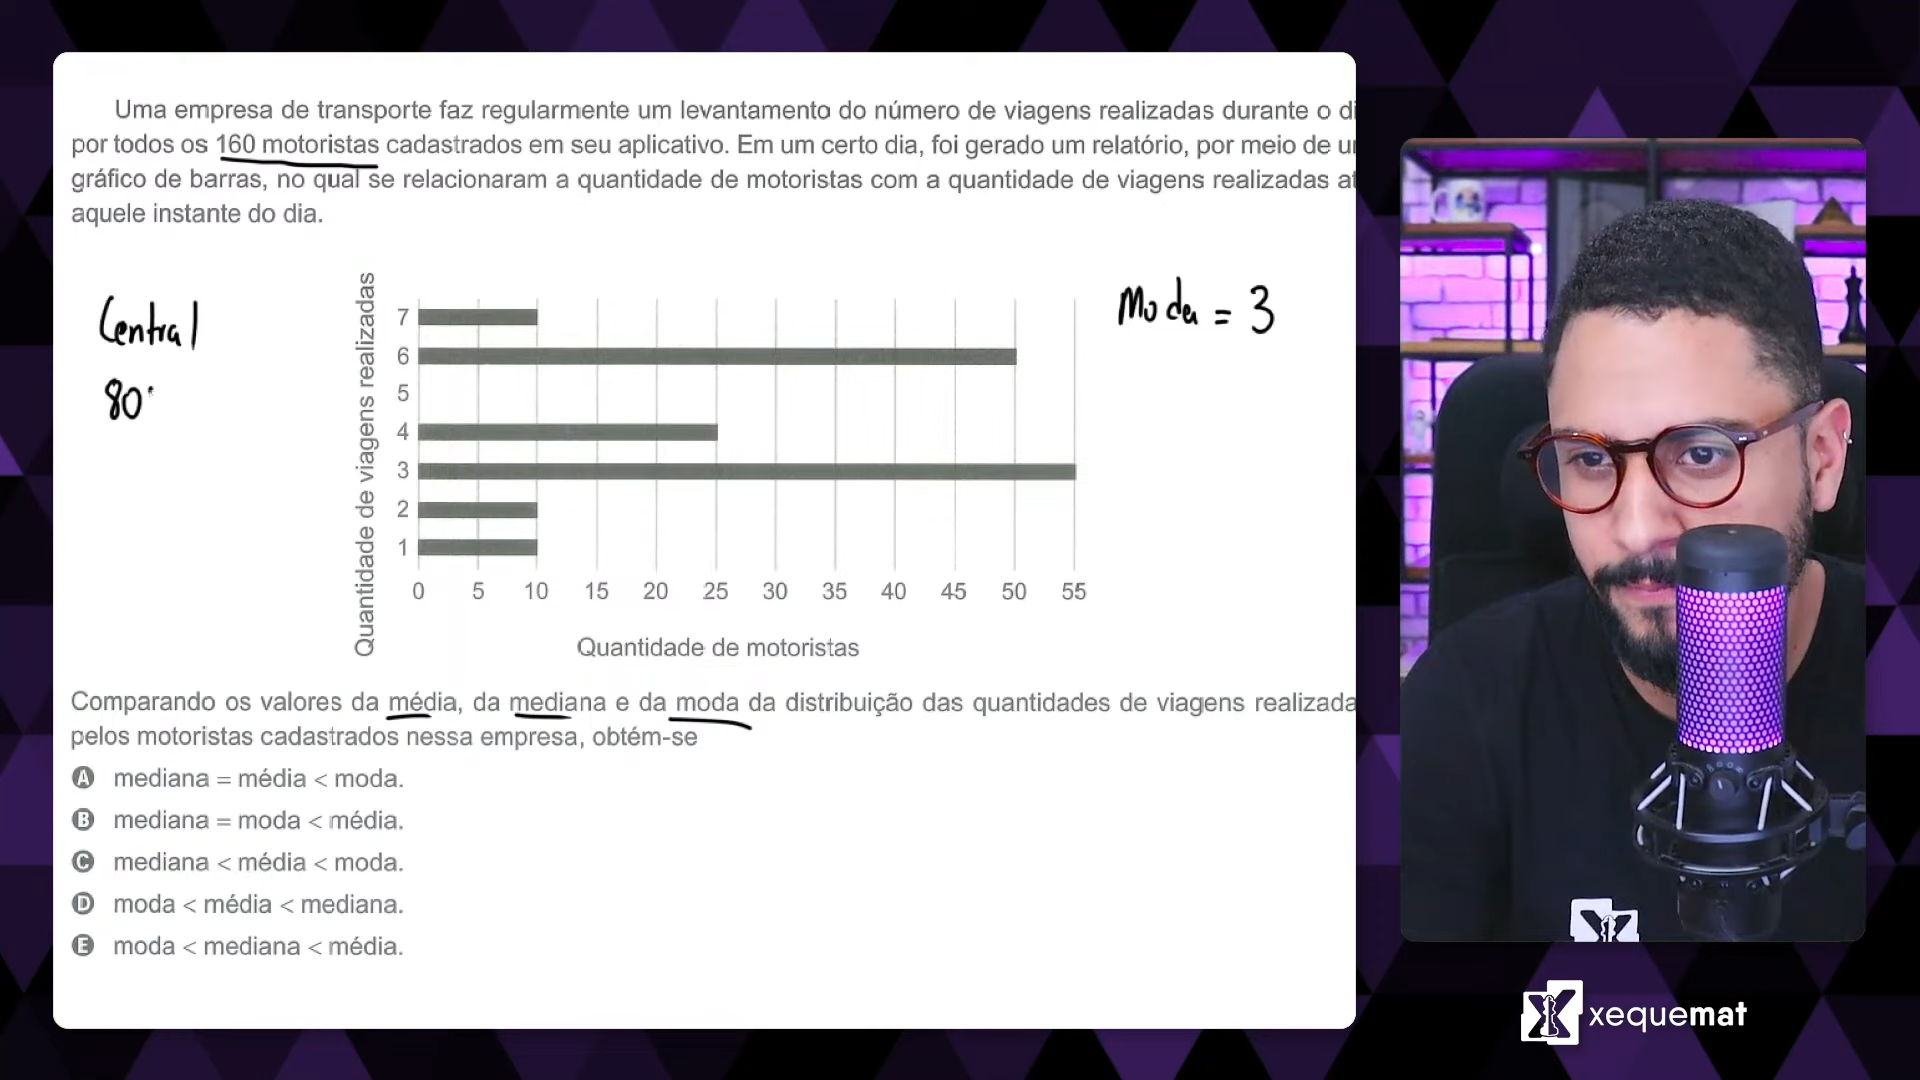 Uma empresa de transporte faz regularmente um levantamento do número de viagens realizadas durante o di
por todos os 160 motoristas cadastrados em seu aplicativo. Em um certo dia, foi gerado um relatório, por meio de u
gráfico de barras, no qual se relacionaram a quantidade de motoristas com a quantidade de viagens realizadas at
aquele instante do dia.
Central
80
Quantidade de viagens realizadas
7
6
5
4
3
2
1
0 5 10 15 20 25 30 35 40 45 50 55
Quantidade de motoristas
Moda = 3
Comparando os valores da média, da mediana e da moda da distribuição das quantidades de viagens realizada
pelos motoristas cadastrados nessa empresa, obtém-se
A mediana = média < moda.
B mediana = moda < média.
C mediana < média < moda.
D moda < média < mediana.
E moda < mediana < média.
xequemat